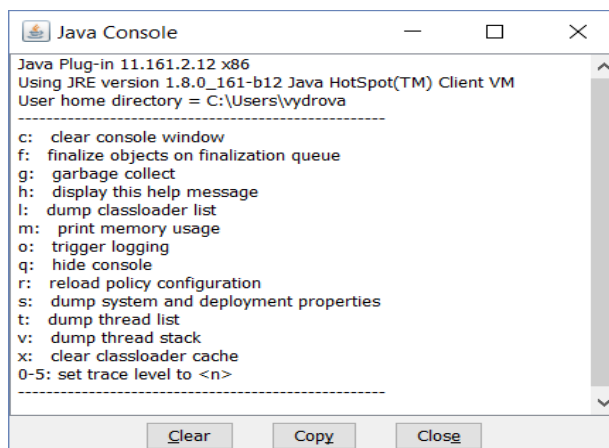 Java Console
Java Plug-in 11.161.2.12 x86
Using JRE version 1.8.0_161-b12 Java HotSpot(TM) Client VM
User home directory = C:\Users\vydrova
----------------------------------------------------
c:   clear console window
f:   finalize objects on finalization queue
g:   garbage collect
h:   display this help message
l:   dump classloader list
m:   print memory usage
o:   trigger logging
q:   hide console
r:   reload policy configuration
s:   dump system and deployment properties
t:   dump thread list
v:   dump thread stack
x:   clear classloader cache
0-5: set trace level to <n>
----------------------------------------------------
Clear Copy Close